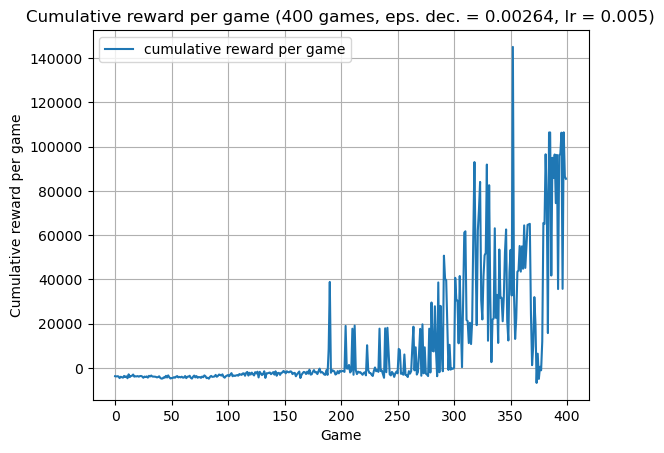 Cumulative reward per game (400 games, eps. dec. = 0.00264, lr = 0.005)
cumulative reward per game
140000
120000
100000
80000
60000
40000
20000
0
Cumulative reward per game
0 50 100 150 200 250 300 350 400
Game